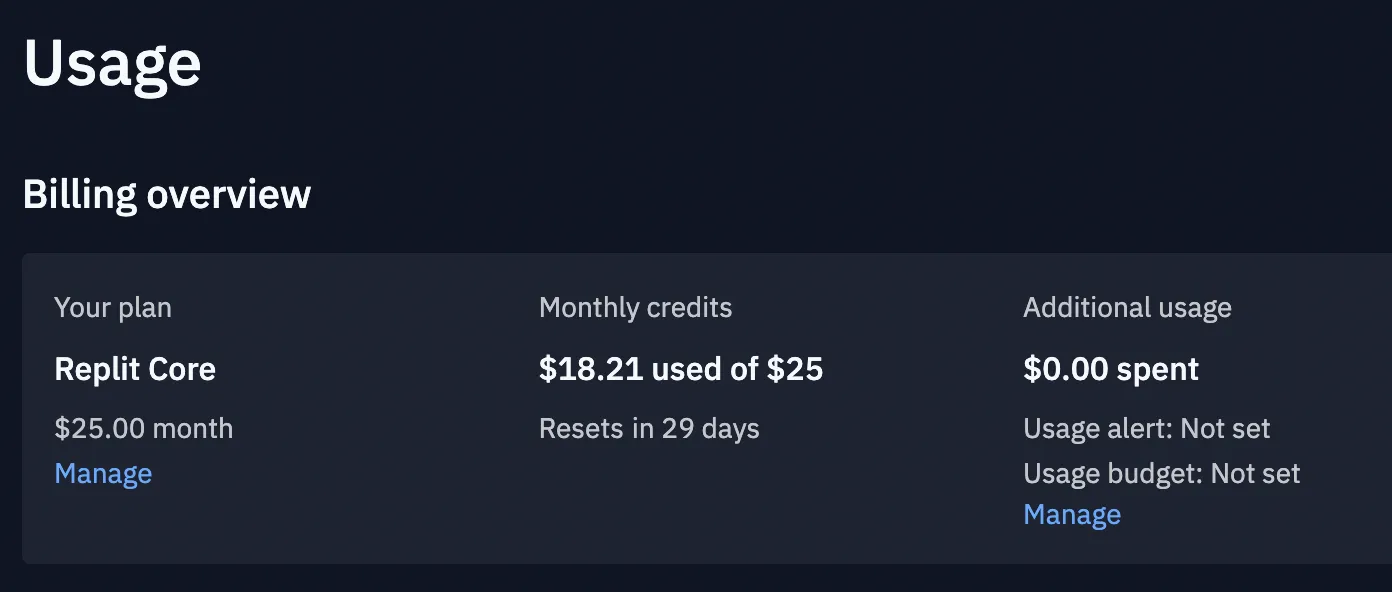 Usage
Billing overview
Your plan
Replit Core
$25.00 month
Manage
Monthly credits
$18.21 used of $25
Resets in 29 days
Additional usage
$0.00 spent
Usage alert: Not set
Usage budget: Not set
Manage